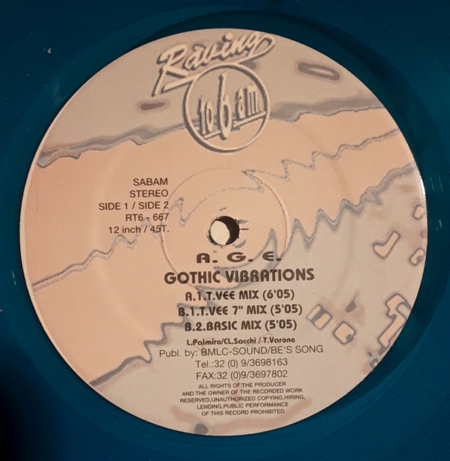 Raving
to 6 am
SABAM
STEREO
SIDE 1 / SIDE 2
RT6 - 667
12 inch / 45T.
A. G. E.
GOTHIC VIBRATIONS
A.1.T.VEE MIX (6'05)
B.1.T.VEE 7" MIX (5'05)
B.2.BASIC MIX (5'05)
L.Palmiro/CL.Sacchi / T.Varone
Publ. by: BMLC-SOUND/BE'S SONG
Tel.:32 (0) 9/3698163
FAX:32 (0)9/3697802
ALL RIGHTS OF THE PRODUCER
AND THE OWNER OF THE RECORDED WORK
RESERVED,UNAUTHORIZED COPYING,HIRING,
LENDING,PUBLIC PERFORMANCE
OF THIS RECORD PROHIBITED